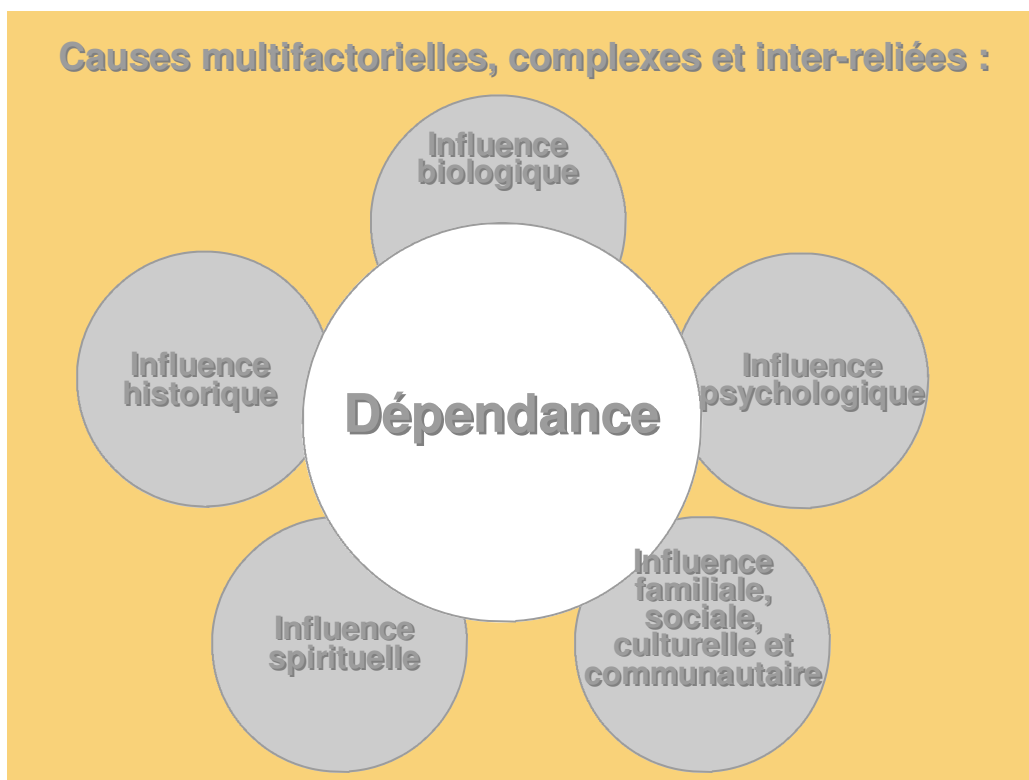 Causes multifactorielles, complexes et inter-reliées :
Influence
biologique
Influence
historique
Influence
psychologique
Dépendance
Influence
spirituelle
Influence
familiale,
sociale,
culturelle et
communautaire